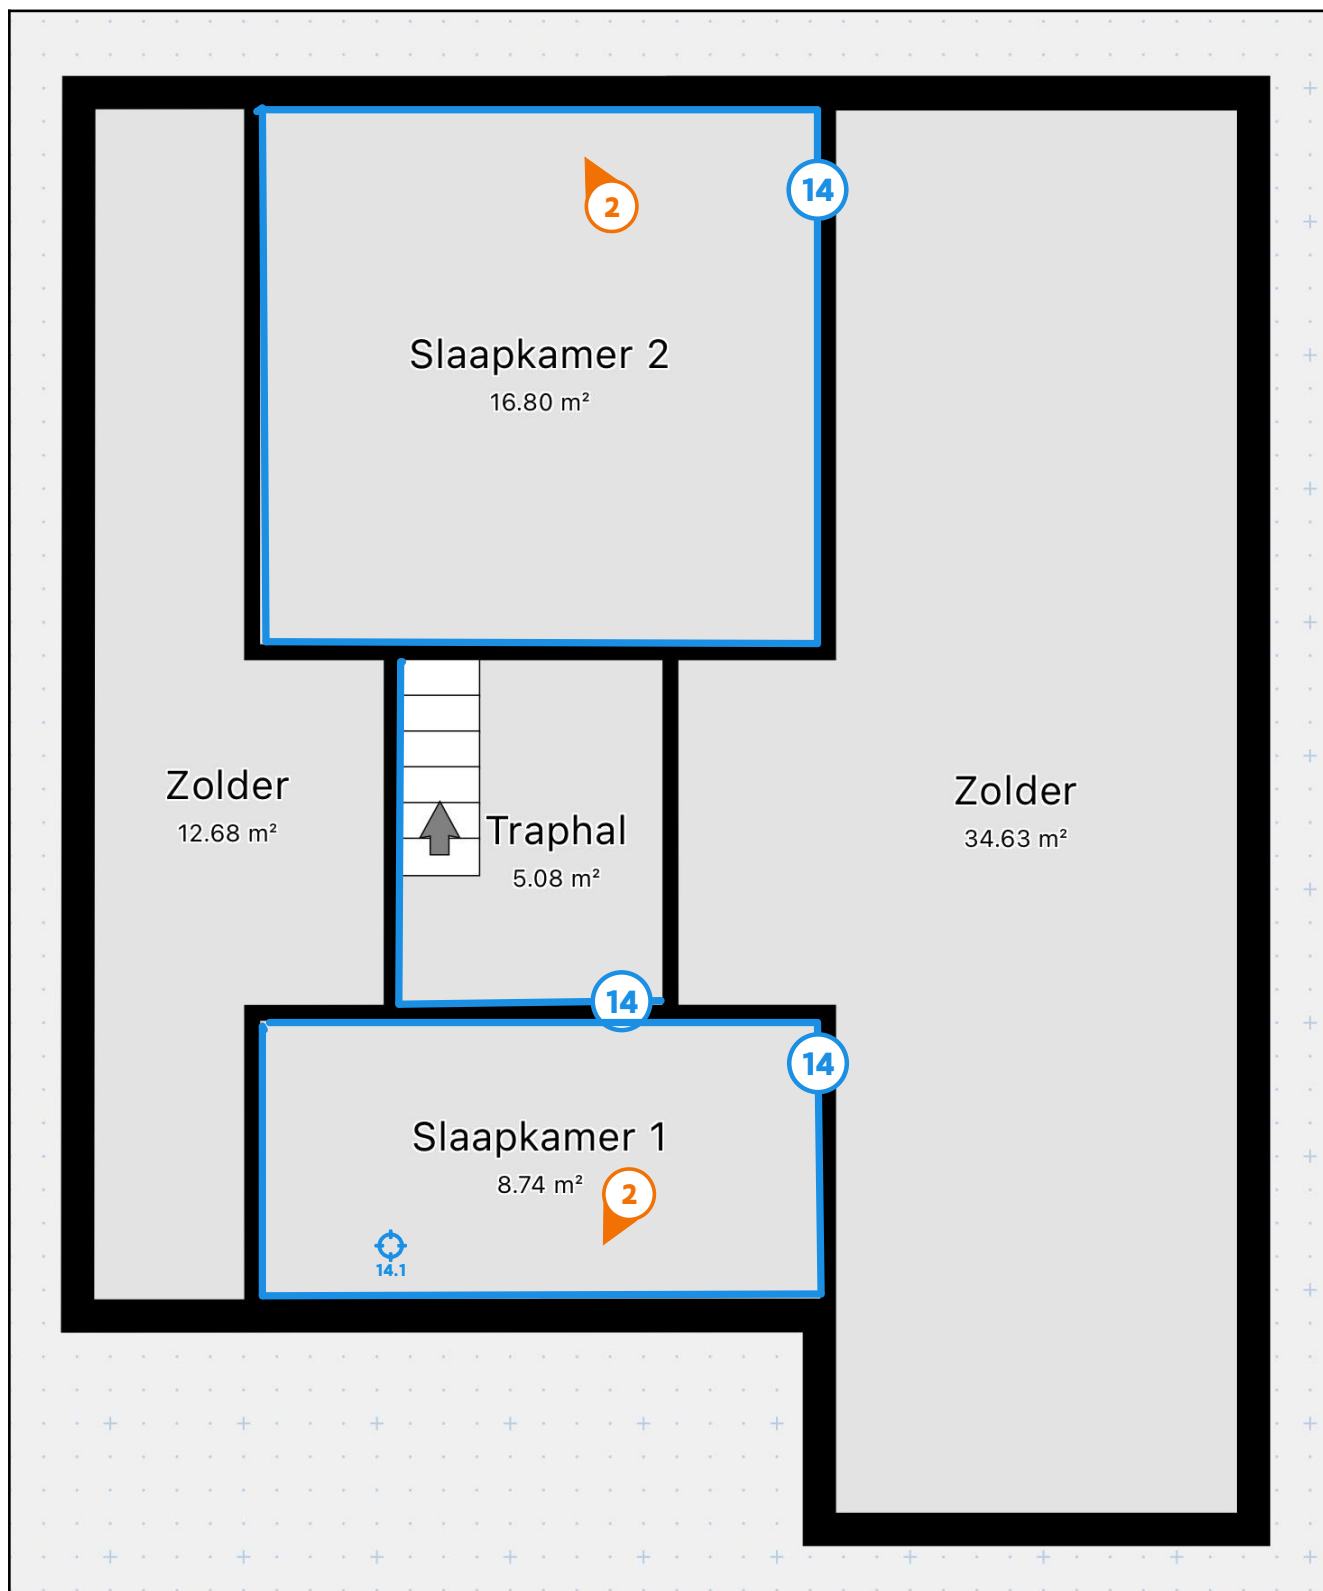 14
2
Slaapkamer 2
16.80 m²
Zolder
12.68 m²
Traphal
5.08 m²
Zolder
34.63 m²
14
14
Slaapkamer 1
8.74 m²
2
14.1